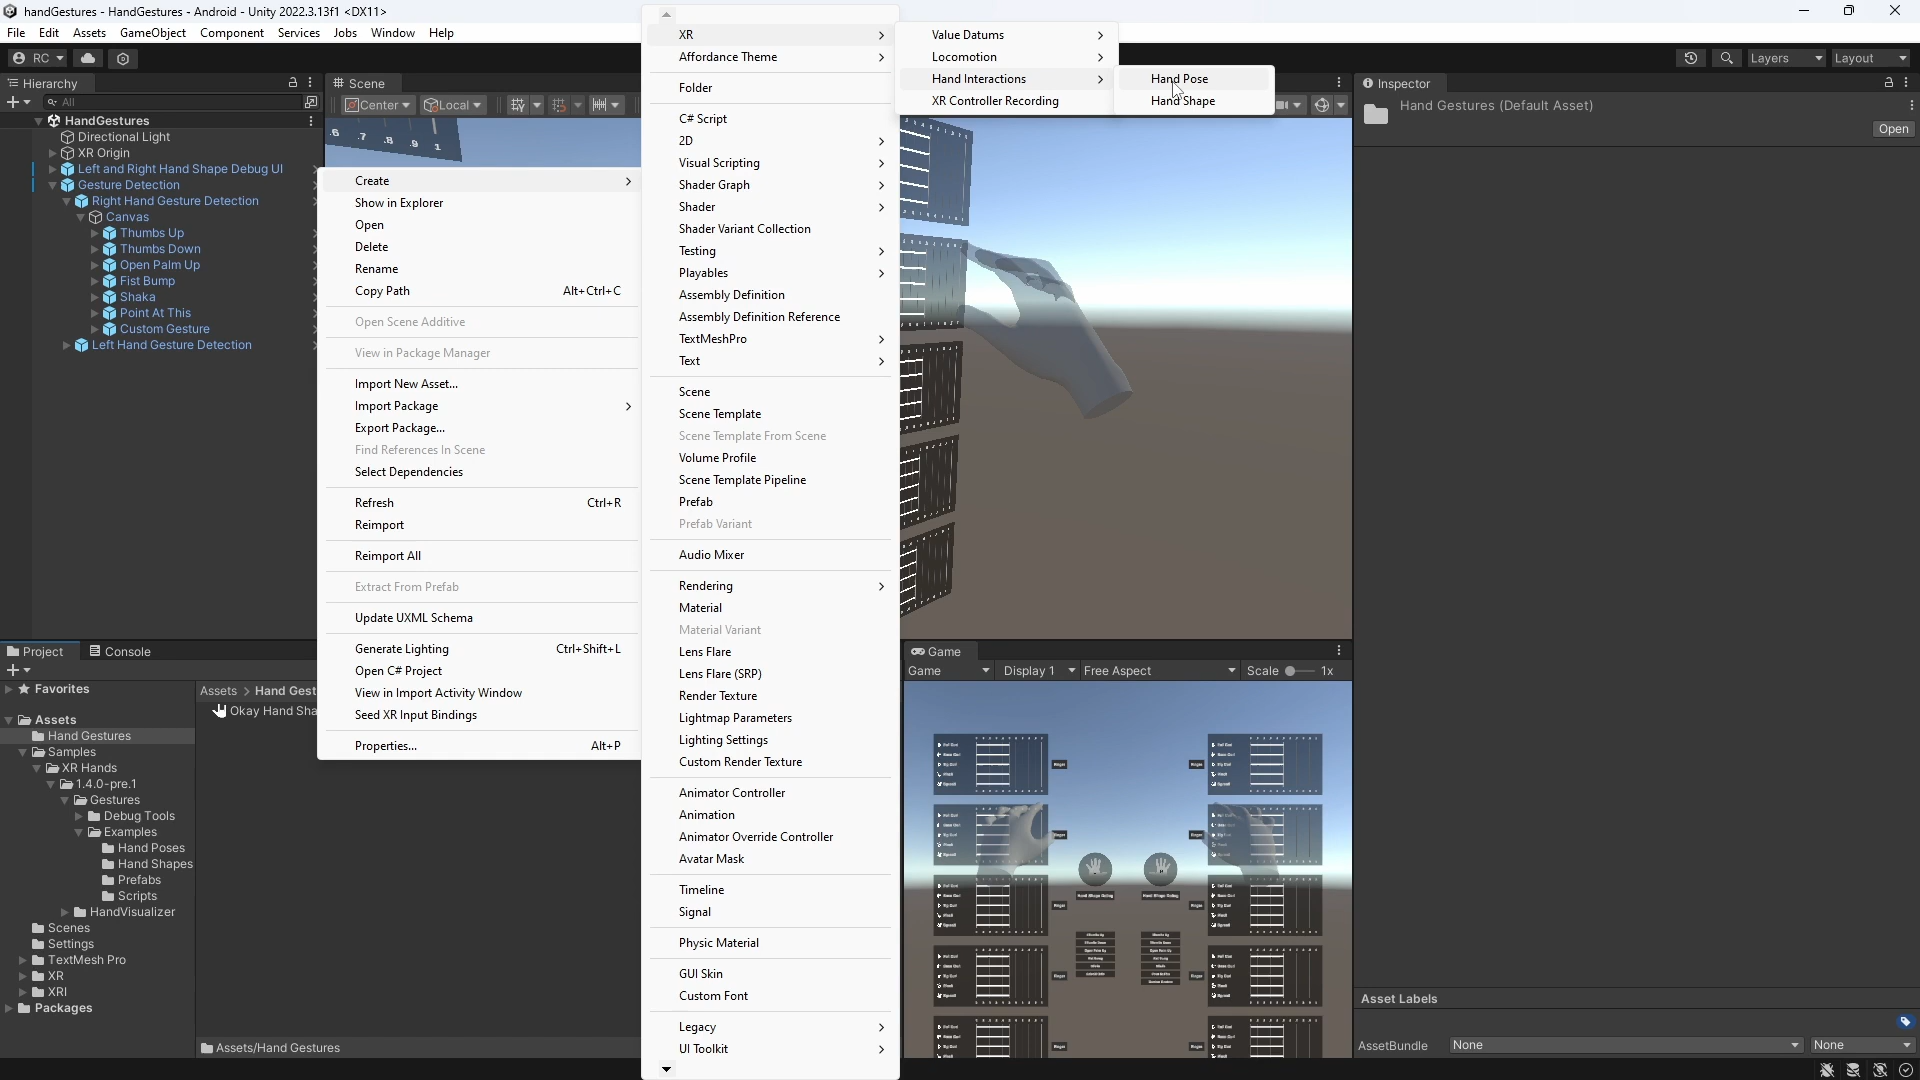 handGestures - HandGestures - Android - Unity 2022.3.13f1 <DX11>
File Edit Assets GameObject Component Services Jobs Window Help
RC
Layers
Layout
Hierarchy
All
HandGestures
Directional Light
XR Origin
Left and Right Hand Shape Debug UI
Gesture Detection
Right Hand Gesture Detection
Canvas
Thumbs Up
Thumbs Down
Open Palm Up
Fist Bump
Shaka
Point At This
Custom Gesture
Left Hand Gesture Detection
Scene
Center
Local
.6 .7 .8 .9 1
Create
Show in Explorer
Open
Delete
Rename
Copy Path Alt+Ctrl+C
Open Scene Additive
View in Package Manager
Import New Asset...
Import Package
Export Package...
Find References In Scene
Select Dependencies
Refresh Ctrl+R
Reimport
Reimport All
Extract From Prefab
Update UXML Schema
Generate Lighting Ctrl+Shift+L
Open C# Project
View in Import Activity Window
Seed XR Input Bindings
Properties... Alt+P
XR
Affordance Theme
Folder
C# Script
2D
Visual Scripting
Shader Graph
Shader
Shader Variant Collection
Testing
Playables
Assembly Definition
Assembly Definition Reference
TextMeshPro
Text
Scene
Scene Template
Scene Template From Scene
Volume Profile
Scene Template Pipeline
Prefab
Prefab Variant
Audio Mixer
Rendering
Material
Material Variant
Lens Flare
Lens Flare (SRP)
Render Texture
Lightmap Parameters
Lighting Settings
Custom Render Texture
Animator Controller
Animation
Animator Override Controller
Avatar Mask
Timeline
Signal
Physic Material
GUI Skin
Custom Font
Legacy
UI Toolkit
Value Datums
Locomotion
Hand Interactions
XR Controller Recording
Hand Pose
Hand Shape
Inspector
Hand Gestures (Default Asset)
Open
Project
Console
Favorites
Assets
Hand Gestures
Samples
XR Hands
1.4.0-pre.1
Gestures
Debug Tools
Examples
Hand Poses
Hand Shapes
Prefabs
Scripts
HandVisualizer
Scenes
Settings
TextMesh Pro
XR
XRI
Packages
Assets > Hand Gest
Okay Hand Sha
Assets/Hand Gestures
Game
Game Display 1 Free Aspect Scale 1x
Asset Labels
AssetBundle None None